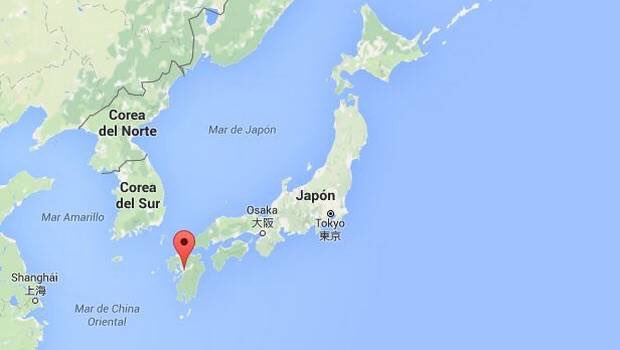 Corea
del Norte
Mar de Japón
Corea
del Sur
Japón
Mar Amarillo
Osaka
大阪
Tokyo
東京
Shanghái
上海
Mar de China
Oriental